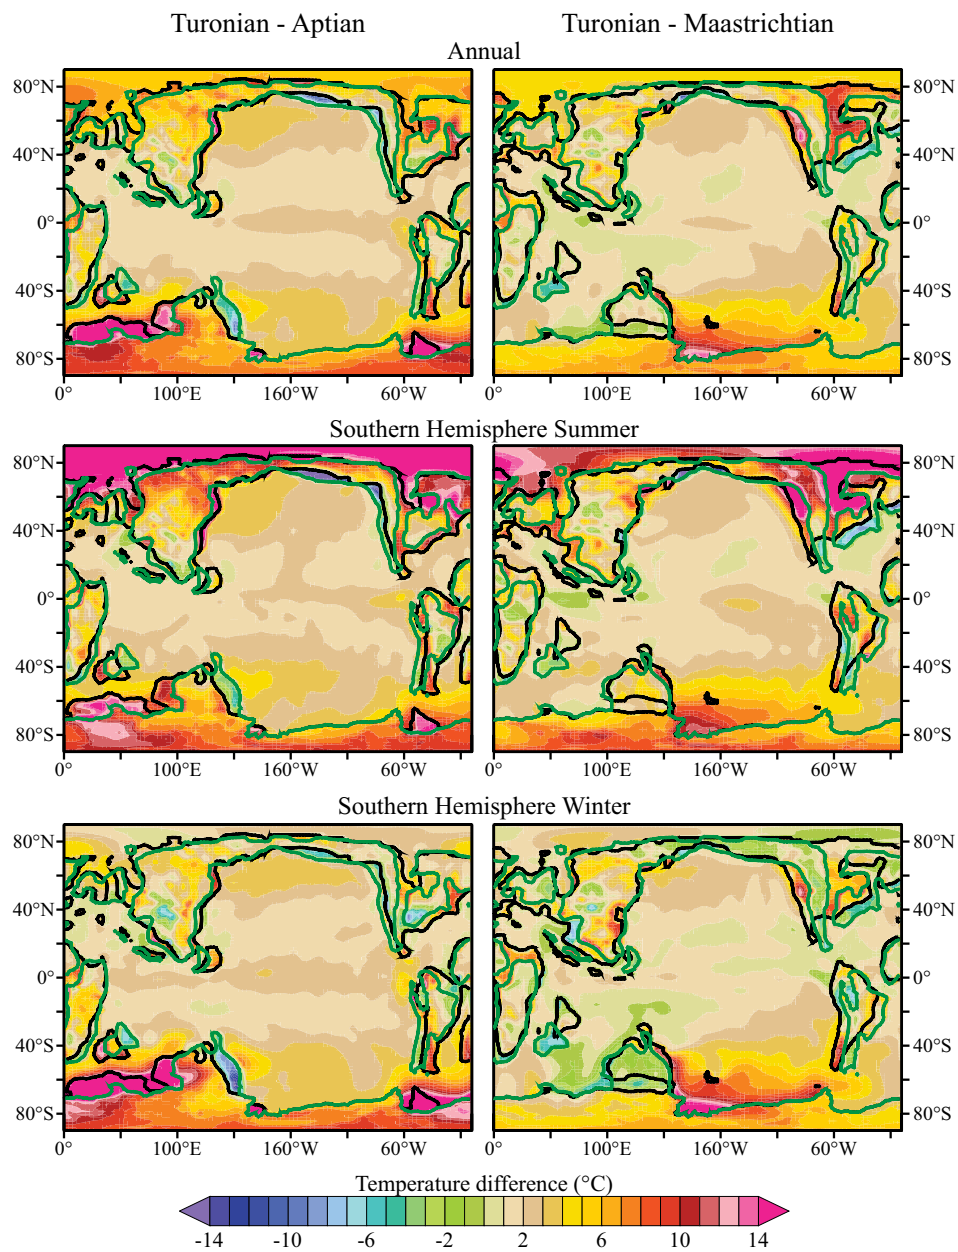 Turonian - Aptian
Turonian - Maastrichtian
Annual
80°N
40°N
0°
40°S
80°S
80°N
40°N
0°
40°S
80°S
0°
100°E
160°W
60°W
0°
100°E
160°W
60°W
Southern Hemisphere Summer
80°N
40°N
0°
40°S
80°S
80°N
40°N
0°
40°S
80°S
0°
100°E
160°W
60°W
0°
100°E
160°W
60°W
Southern Hemisphere Winter
80°N
40°N
0°
40°S
80°S
80°N
40°N
0°
40°S
80°S
0°
100°E
160°W
60°W
0°
100°E
160°W
60°W
Temperature difference (°C)
-14 -10 -6 -2 2 6 10 14